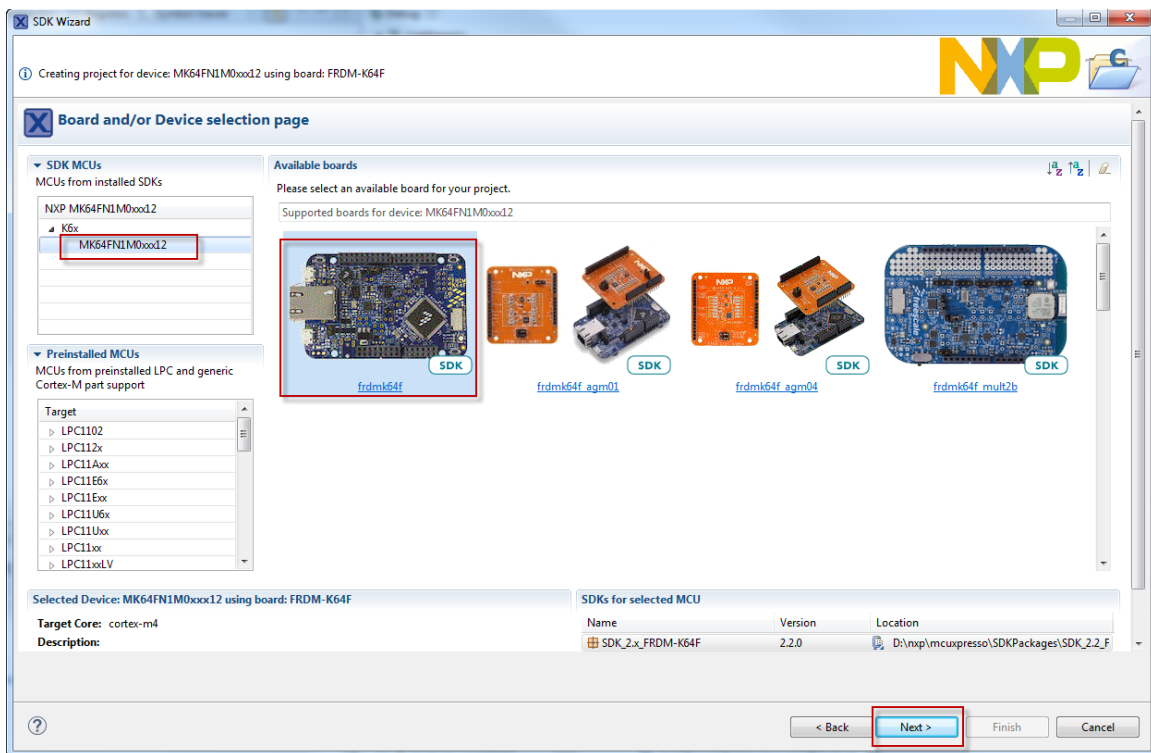 SDK Wizard
Creating project for device: MK64FN1M0xxx12 using board: FRDM-K64F
NXP
Board and/or Device selection page
SDK MCUs
MCUs from installed SDKs
NXP MK64FN1M0xxx12
K6x
MK64FN1M0xxx12
Preinstalled MCUs
MCUs from preinstalled LPC and generic
Cortex-M part support
Target
LPC1102
LPC112x
LPC11Axx
LPC11E6x
LPC11Exx
LPC11U6x
LPC11Uxx
LPC11xx
LPC11xxLV
Available boards
Please select an available board for your project.
Supported boards for device: MK64FN1M0xxx12
SDK
frdmk64f
SDK
frdmk64f_agm01
SDK
frdmk64f_agm04
SDK
frdmk64f_mult2b
Selected Device: MK64FN1M0xxx12 using board: FRDM-K64F
Target Core: cortex-m4
Description:
SDKs for selected MCU
Name Version Location
SDK_2.x_FRDM-K64F 2.2.0 D:\nxp\mcuxpresso\SDKPackages\SDK_2.2_F
< Back Next > Finish Cancel